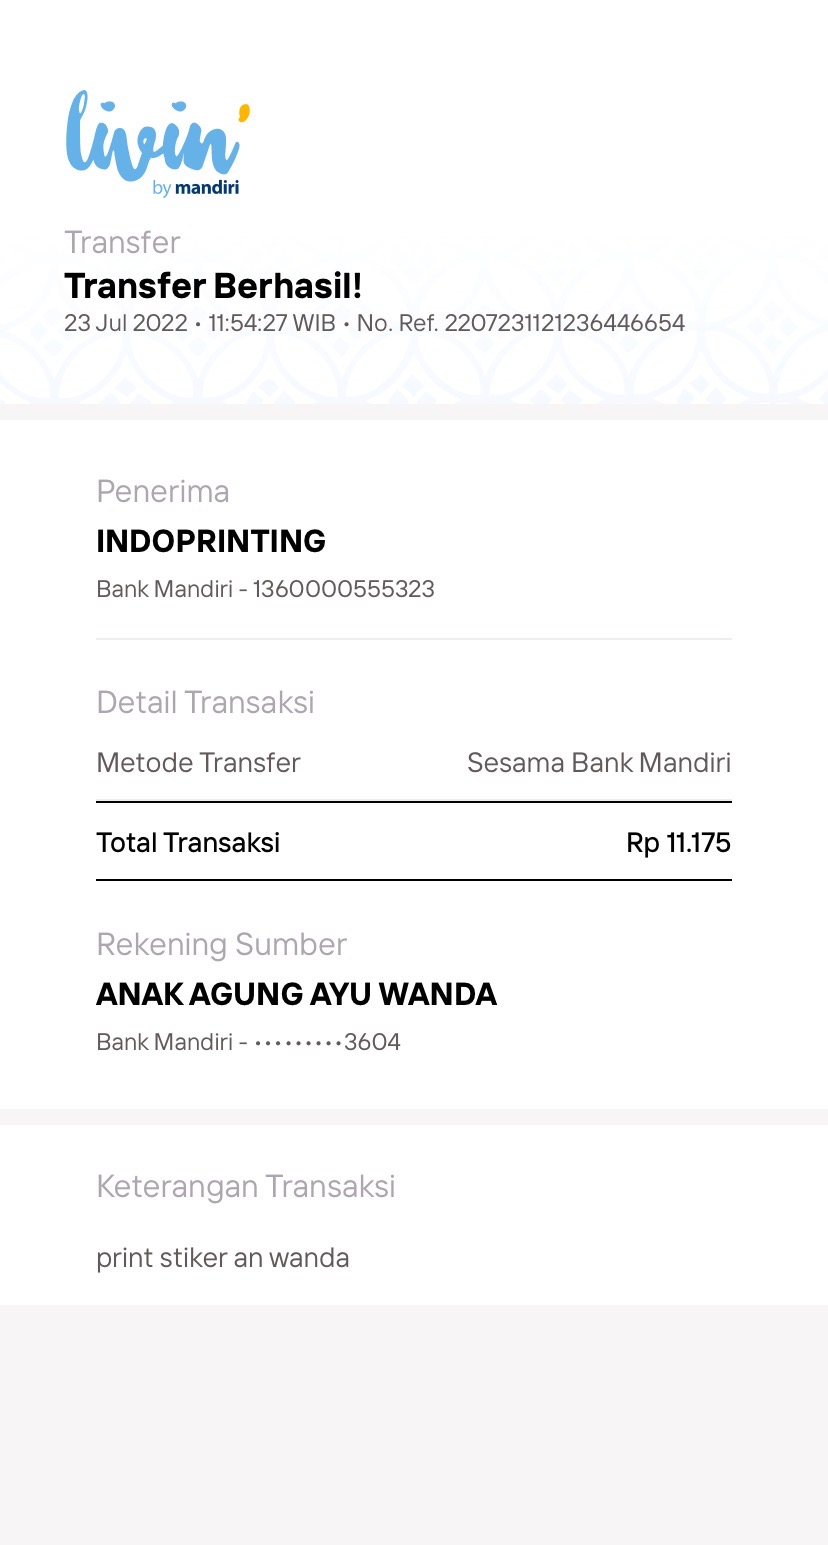 livin'
by mandiri
Transfer
Transfer Berhasil!
23 Jul 2022 • 11:54:27 WIB • No. Ref. 2207231121236446654
Penerima
INDOPRINTING
Bank Mandiri - 1360000555323
Detail Transaksi
Metode Transfer Sesama Bank Mandiri
Total Transaksi Rp 11.175
Rekening Sumber
ANAK AGUNG AYU WANDA
Bank Mandiri - •••••••••3604
Keterangan Transaksi
print stiker an wanda